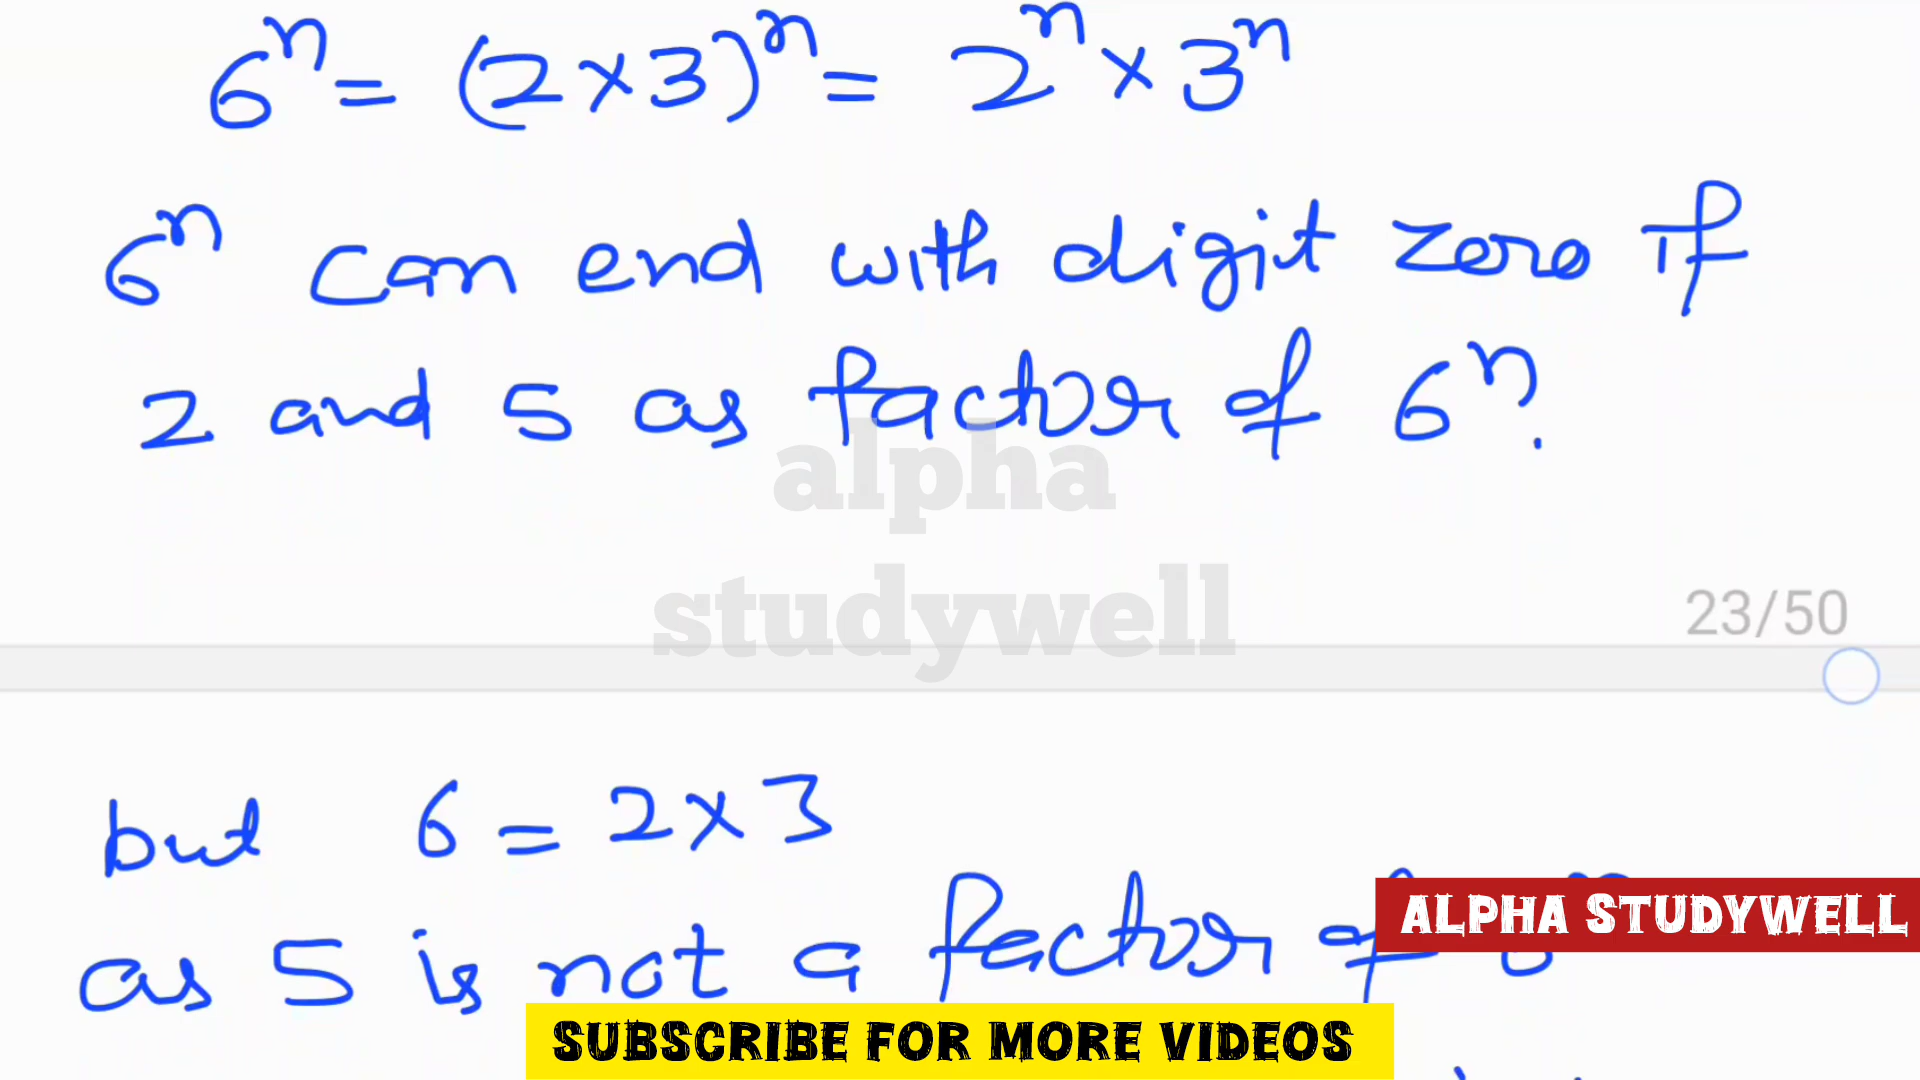 6ⁿ = (2×3)ⁿ = 2ⁿ × 3ⁿ
6ⁿ can end with digit zero if
2 and 5 as factor of 6ⁿ.
alpha
studywell
23/50
but 6 = 2×3
as 5 is not a factor of
ALPHA STUDYWELL
SUBSCRIBE FOR MORE VIDEOS